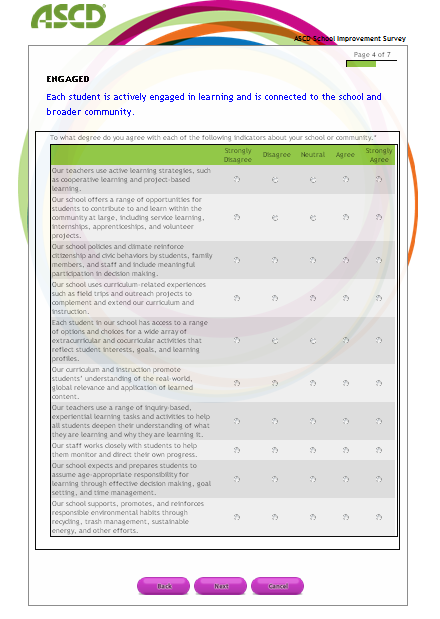 ASCD®
ASCD School Improvement Survey
Page 4 of 7
ENGAGED
Each student is actively engaged in learning and is connected to the school and
broader community.
To what degree do you agree with each of the following indicators about your school or community.*
Strongly Disagree Disagree Neutral Agree Strongly Agree
Our teachers use active learning strategies, such
as cooperative learning and project-based
learning.
Our school offers a range of opportunities for
students to contribute to and learn within the
community at large, including service learning,
internships, apprenticeships, and volunteer
projects.
Our school policies and climate reinforce
citizenship and civic behaviors by students, family
members, and staff and include meaningful
participation in decision making.
Our school uses curriculum-related experiences
such as field trips and outreach projects to
complement and extend our curriculum and
instruction.
Each student in our school has access to a range
of options and choices for a wide array of
extracurricular and cocurricular activities that
reflect student interests, goals, and learning
profiles.
Our curriculum and instruction promote
students' understanding of the real-world,
global relevance and application of learned
content.
Our teachers use a range of inquiry-based,
experiential learning tasks and activities to help
all students deepen their understanding of what
they are learning and why they are learning it.
Our staff works closely with students to help
them monitor and direct their own progress.
Our school expects and prepares students to
assume age-appropriate responsibility for
learning through effective decision making, goal
setting, and time management.
Our school supports, promotes, and reinforces
responsible environmental habits through
recycling, trash management, sustainable
energy, and other efforts.
Back Next Cancel